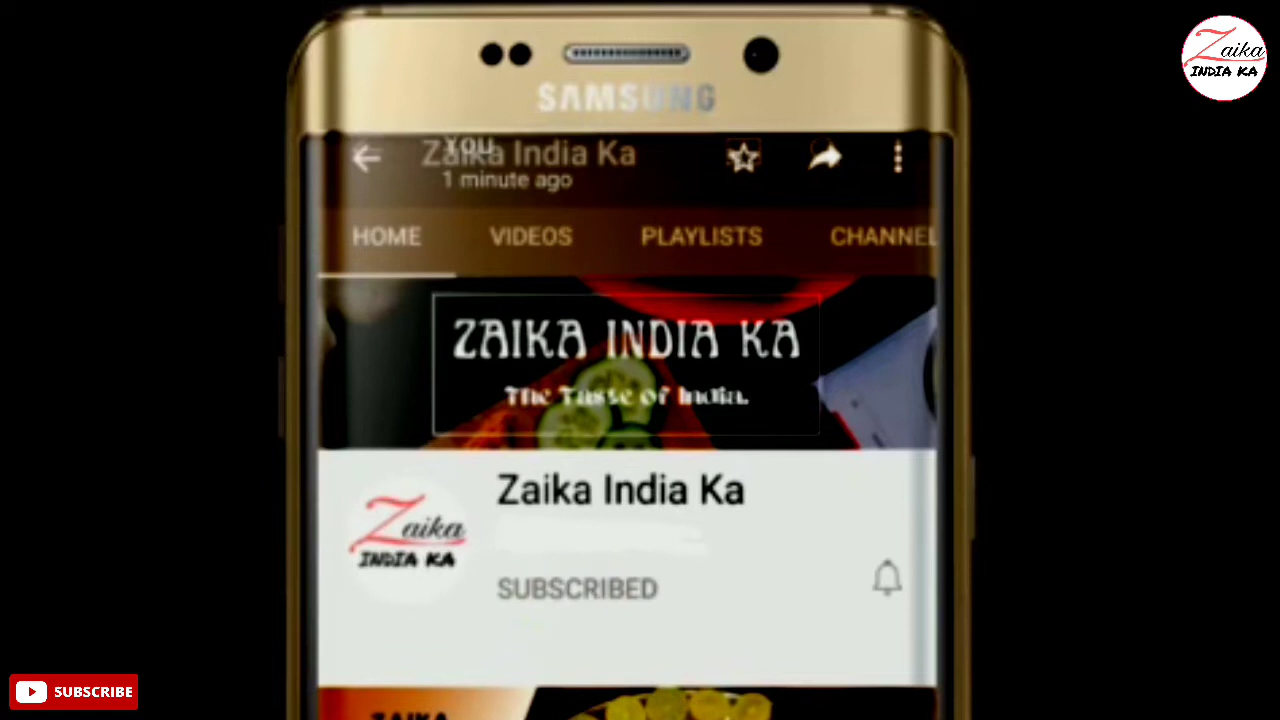 Zaika
INDIA KA
SAMSUNG
YOU
Zaika India Ka
1 minute ago
HOME VIDEOS PLAYLISTS CHANNEL
ZAIKA INDIA KA
The Taste of India.
Zaika India Ka
Zaika
INDIA KA
SUBSCRIBED
SUBSCRIBE
ZAIKA